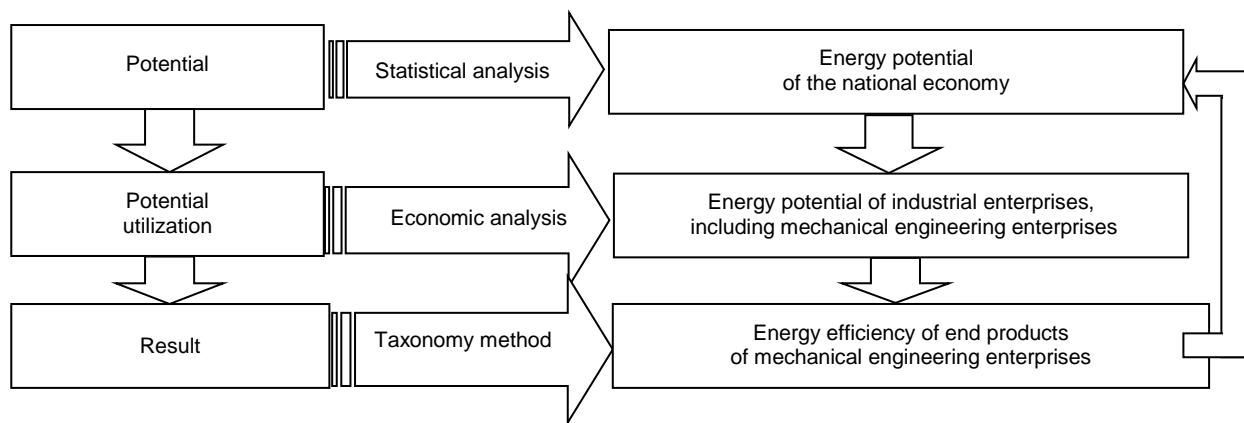 Potential
Statistical analysis
Energy potential
of the national economy
Potential
utilization
Economic analysis
Energy potential of industrial enterprises,
including mechanical engineering enterprises
Result
Taxonomy method
Energy efficiency of end products
of mechanical engineering enterprises